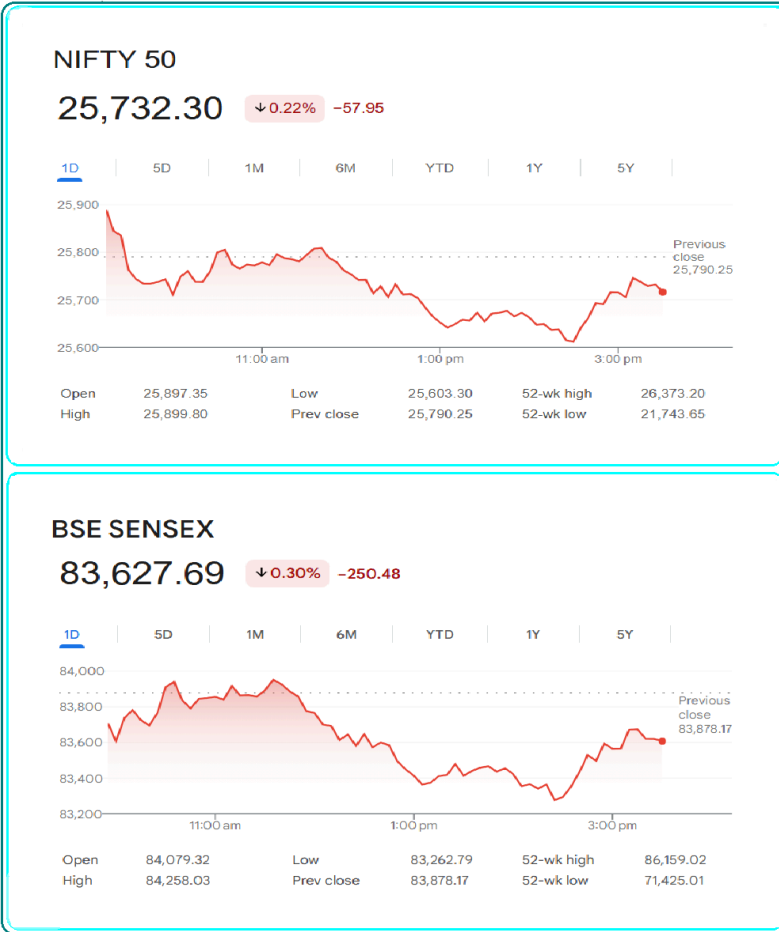 NIFTY 50
25,732.30 ↓0.22% −57.95
1D 5D 1M 6M YTD 1Y 5Y
25,900
25,800
25,700
25,600
Previous
close
25,790.25
11:00 am 1:00 pm 3:00 pm
Open 25,897.35 Low 25,603.30 52-wk high 26,373.20
High 25,899.80 Prev close 25,790.25 52-wk low 21,743.65
BSE SENSEX
83,627.69 ↓0.30% −250.48
1D 5D 1M 6M YTD 1Y 5Y
84,000
83,800
83,600
83,400
83,200
Previous
close
83,878.17
11:00 am 1:00 pm 3:00 pm
Open 84,079.32 Low 83,262.79 52-wk high 86,159.02
High 84,258.03 Prev close 83,878.17 52-wk low 71,425.01